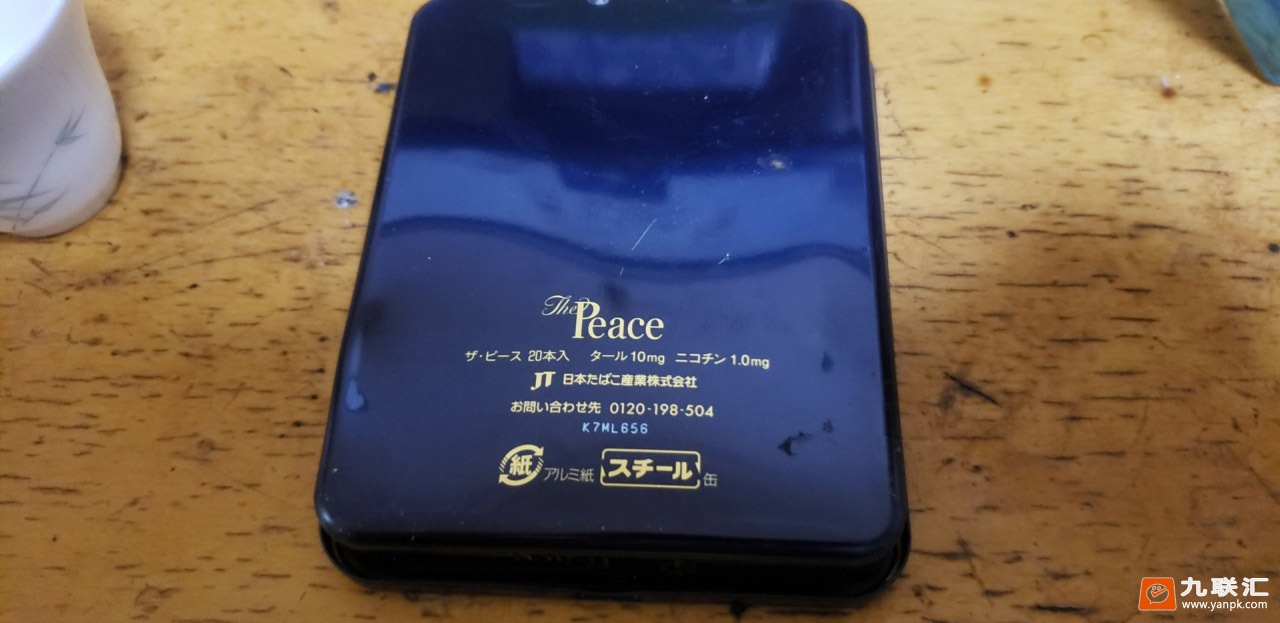 The Peace
ザ・ピース 20本入 タール10mg ニコチン1.0mg
JT 日本たばこ産業株式会社
お問い合わせ先 0120-198-504
K7ML656
紙 アルミ紙 スチール 缶
九联汇
www.yanpk.com